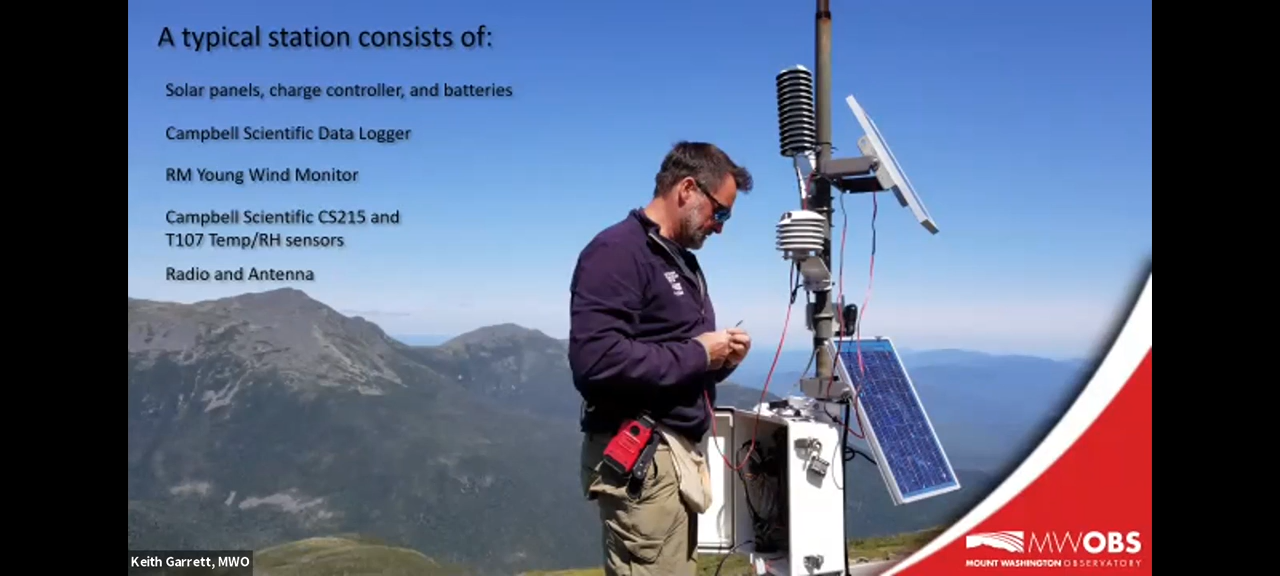 A typical station consists of:
Solar panels, charge controller, and batteries
Campbell Scientific Data Logger
RM Young Wind Monitor
Campbell Scientific CS215 and
T107 Temp/RH sensors
Radio and Antenna
Keith Garrett, MWO
MWOBS
MOUNT WASHINGTON OBSERVATORY